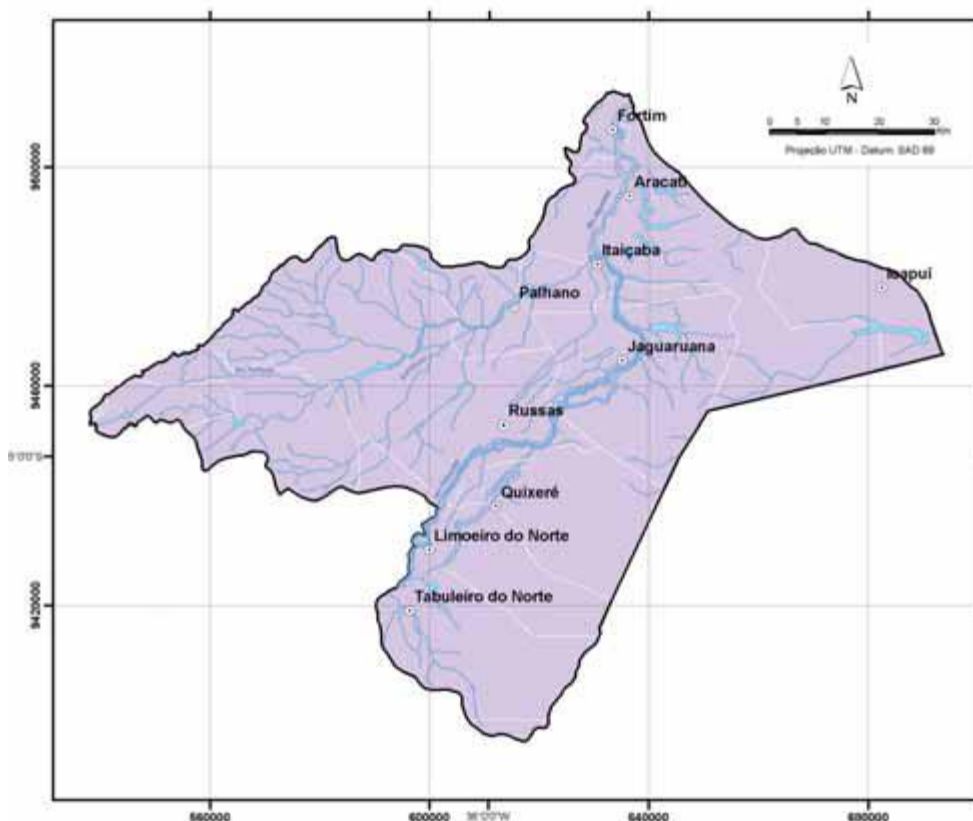 N
0 5 10 20 30
Km
Projeção UTM - Datum: SAD 69
Fortim
Aracati
Itaiçaba
Icapuí
Palhano
Jaguaruana
Russas
Quixeré
Limoeiro do Norte
Tabuleiro do Norte
9460000
9420000
560000 600000 640000 680000